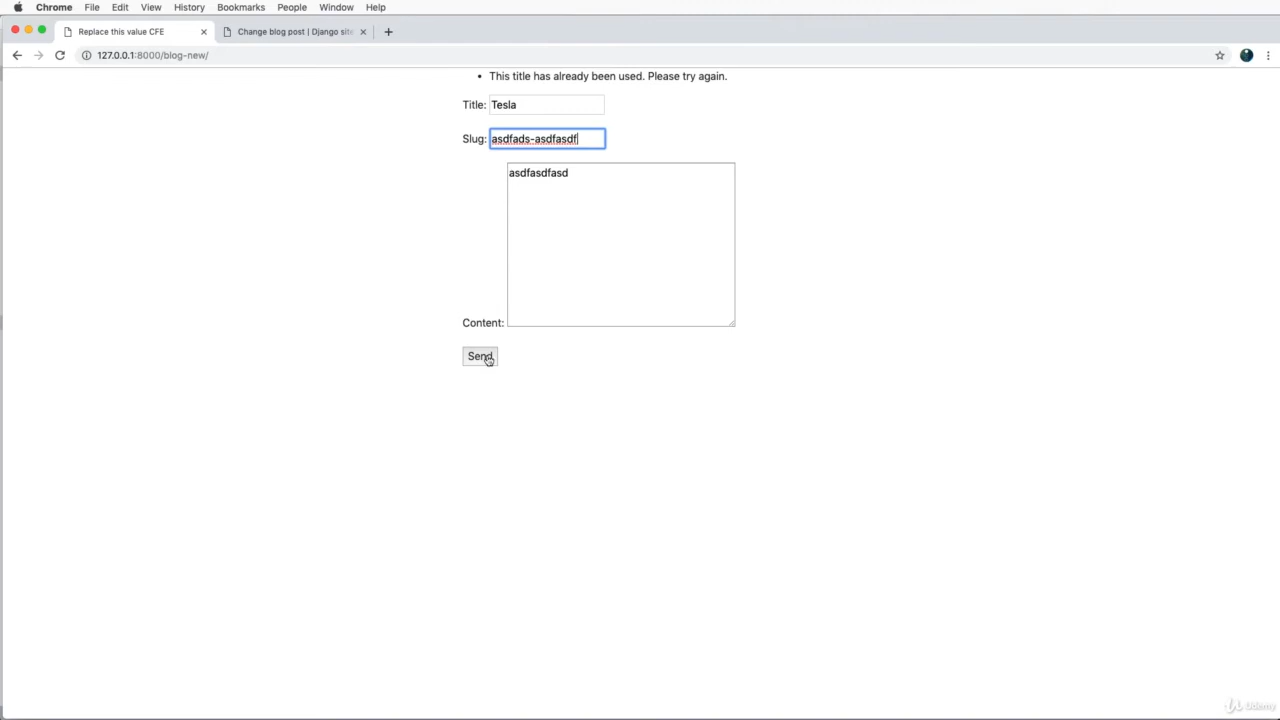 Chrome File Edit View History Bookmarks People Window Help
Replace this value CFE
Change blog post | Django site
127.0.0.1:8000/blog-new/
This title has already been used. Please try again.
Title: Tesla
Slug: asdfads-asdfasdf
asdfasdfasd
Content:
Send
Udemy